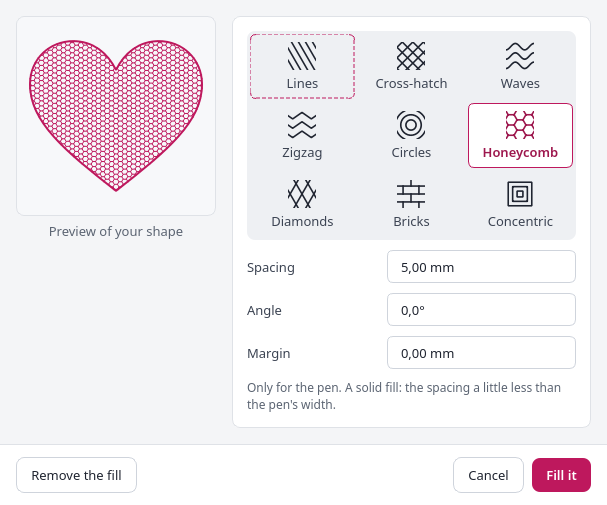 Lines
Cross-hatch
Waves
Zigzag
Circles
Honeycomb
Diamonds
Bricks
Concentric
Preview of your shape
Spacing
5,00 mm
Angle
0,0°
Margin
0,00 mm
Only for the pen. A solid fill: the spacing a little less than
the pen's width.
Remove the fill
Cancel
Fill it